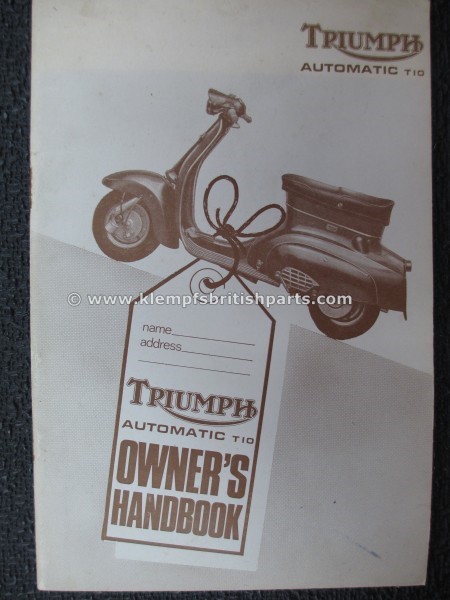 TRIUMPH
AUTOMATIC T10
© www.klempfsbritishparts.com
name
address
TRIUMPH
AUTOMATIC T10
OWNER'S
HANDBOOK